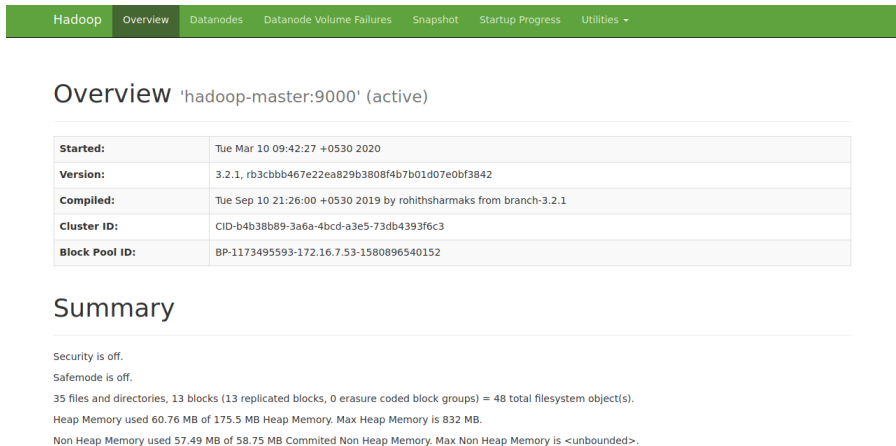 Hadoop Overview Datanodes Datanode Volume Failures Snapshot Startup Progress Utilities
Overview 'hadoop-master:9000' (active)
Started: Tue Mar 10 09:42:27 +0530 2020
Version: 3.2.1, rb3cbbb467e22ea829b3808f4b7b01d07e0bf3842
Compiled: Tue Sep 10 21:26:00 +0530 2019 by rohithsharmaks from branch-3.2.1
Cluster ID: CID-b4b38b89-3a6a-4bcd-a3e5-73db4393f6c3
Block Pool ID: BP-1173495593-172.16.7.53-1580896540152
Summary
Security is off.
Safemode is off.
35 files and directories, 13 blocks (13 replicated blocks, 0 erasure coded block groups) = 48 total filesystem object(s).
Heap Memory used 60.76 MB of 175.5 MB Heap Memory. Max Heap Memory is 832 MB.
Non Heap Memory used 57.49 MB of 58.75 MB Commited Non Heap Memory. Max Non Heap Memory is <unbounded>.